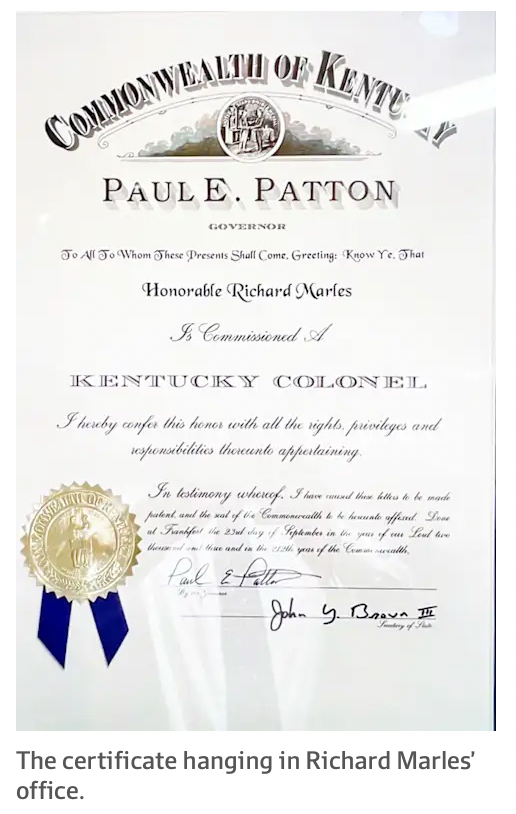 COMMONWEALTH OF KENTUCKY
PAUL E. PATTON
GOVERNOR
To All To Whom These Presents Shall Come, Greeting: Know Ye, That
Honorable Richard Marles
Is Commissioned A
KENTUCKY COLONEL
I hereby confer this honor with all the rights, privileges and
responsibilities thereunto appertaining.
In testimony whereof, I have caused these letters to be made
patent, and the seal of the Commonwealth to be hereunto affixed. Done
at Frankfort the 23rd day of September in the year of our Lord two
thousand and three and in the 212th year of the Commonwealth.
Paul E Patton
By the Governor
John Y. Brown III
Secretary of State
The certificate hanging in Richard Marles'
office.